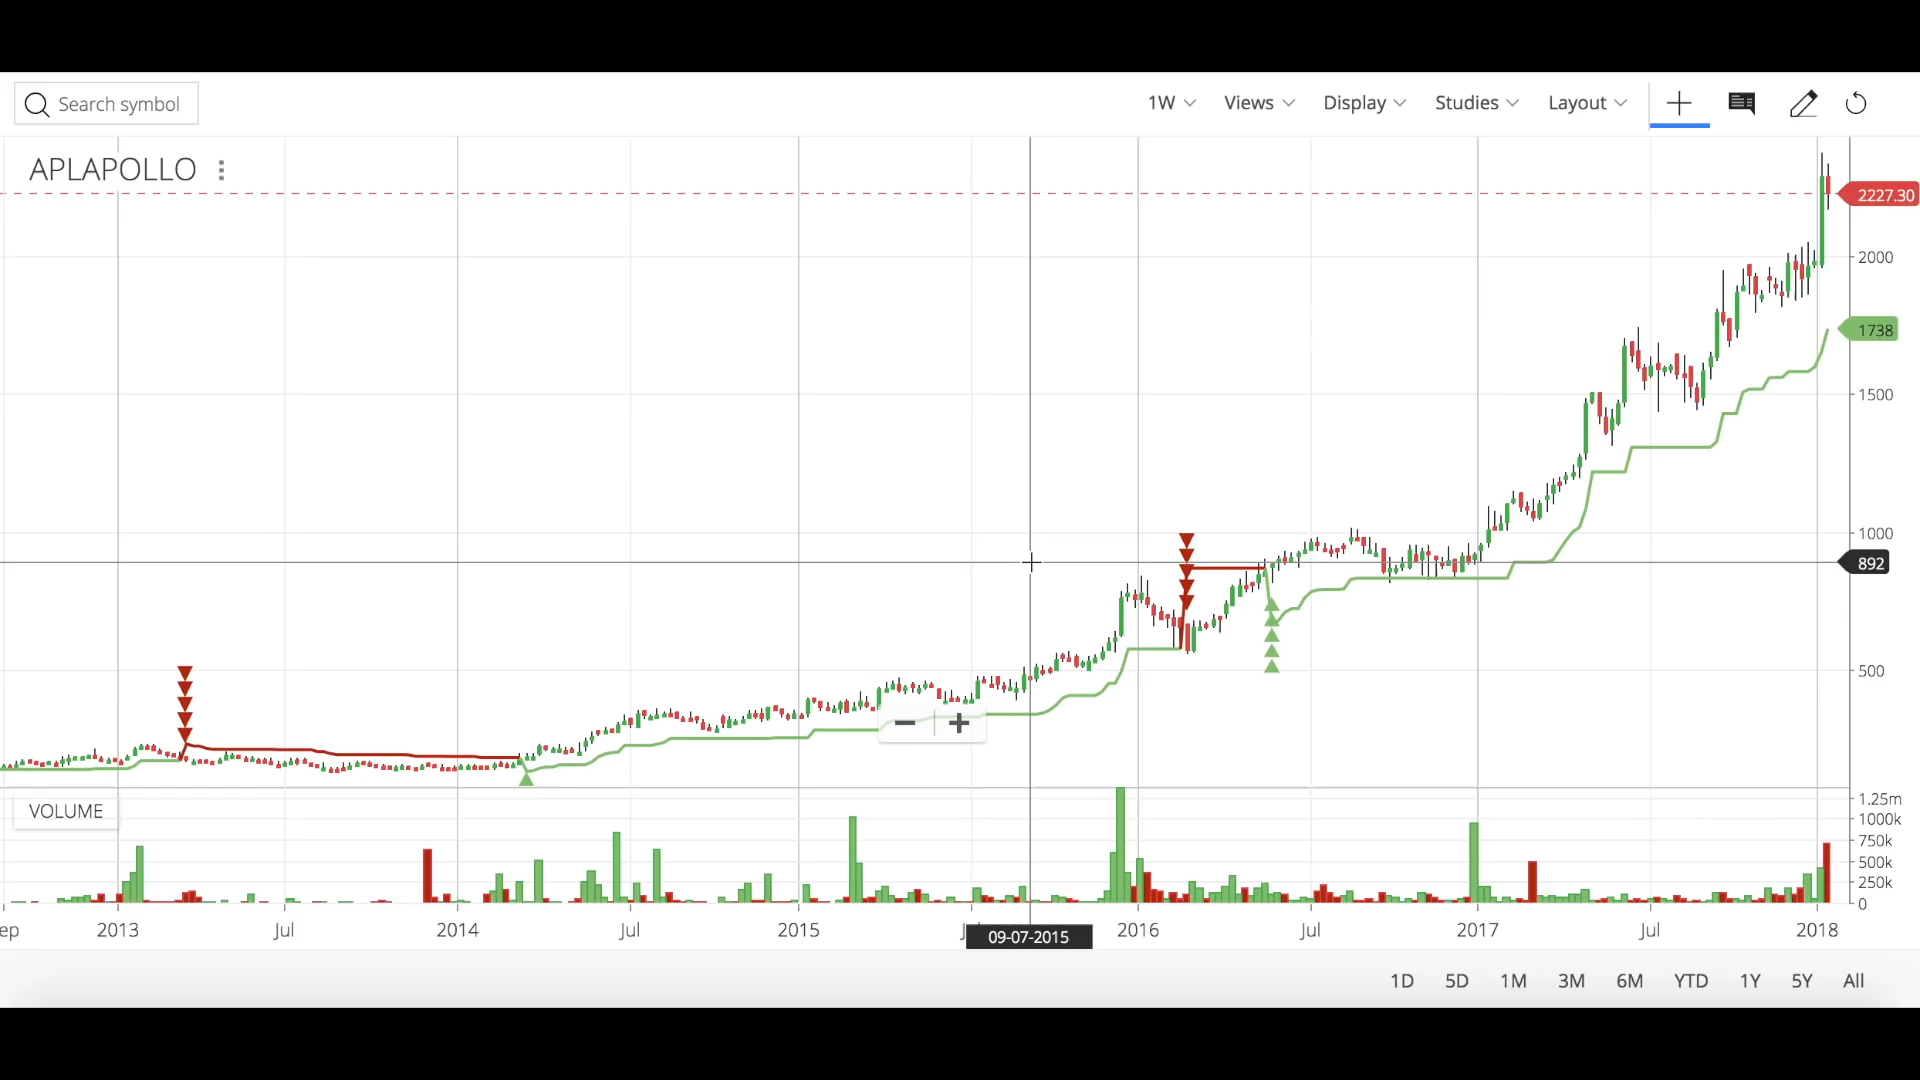 Search symbol
1W Views Display Studies Layout
APLAPOLLO
2227.30
2000
1738
1500
1000
892
500
VOLUME
1.25m
1000k
750k
500k
250k
0
ep 2013 Jul 2014 Jul 2015 J 09-07-2015 2016 Jul 2017 Jul 2018
1D 5D 1M 3M 6M YTD 1Y 5Y All